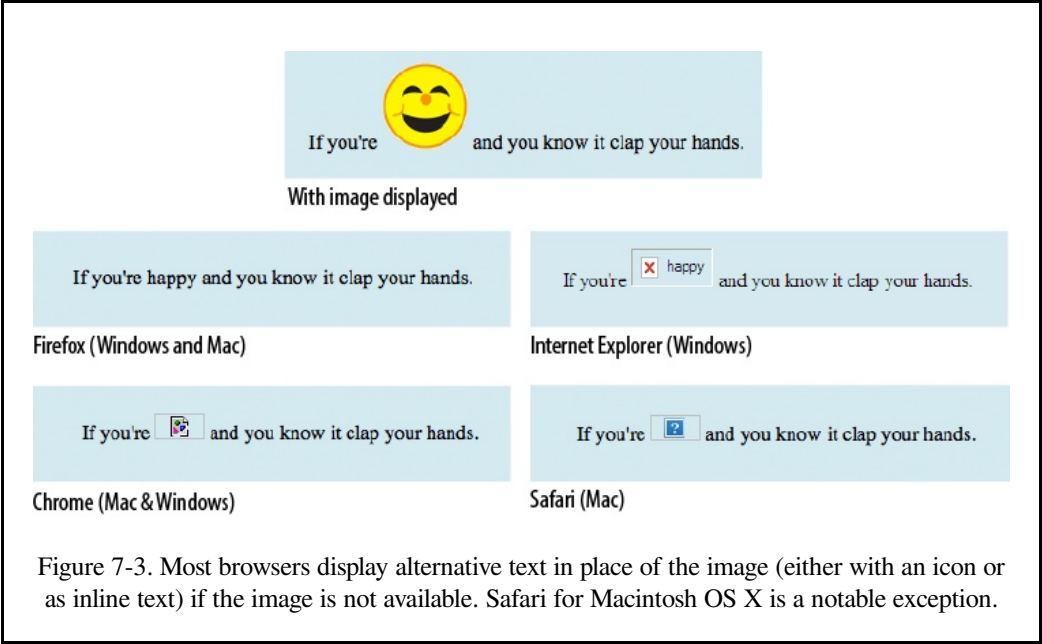 If you're and you know it clap your hands.
With image displayed
If you're happy and you know it clap your hands.
Firefox (Windows and Mac)
If you're happy and you know it clap your hands.
Internet Explorer (Windows)
If you're and you know it clap your hands.
Chrome (Mac & Windows)
If you're ? and you know it clap your hands.
Safari (Mac)
Figure 7-3. Most browsers display alternative text in place of the image (either with an icon or
as inline text) if the image is not available. Safari for Macintosh OS X is a notable exception.